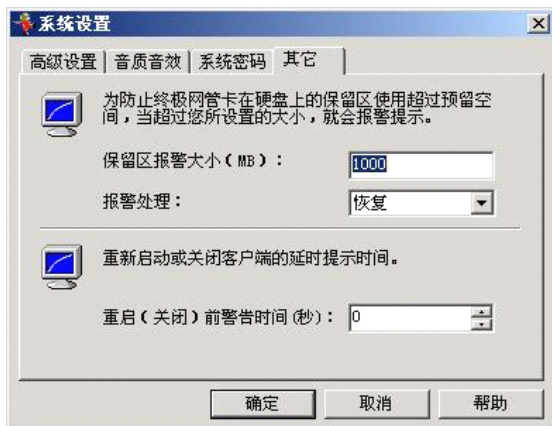 系统设置
高级设置 音质音效 系统密码 其它
为防止终极网管卡在硬盘上的保留区使用超过预留空
间，当超过您所设置的大小，就会报警提示。
保留区报警大小（MB）： 1000
报警处理： 恢复
重新启动或关闭客户端的延时提示时间。
重启（关闭）前警告时间(秒)： 0
确定 取消 帮助